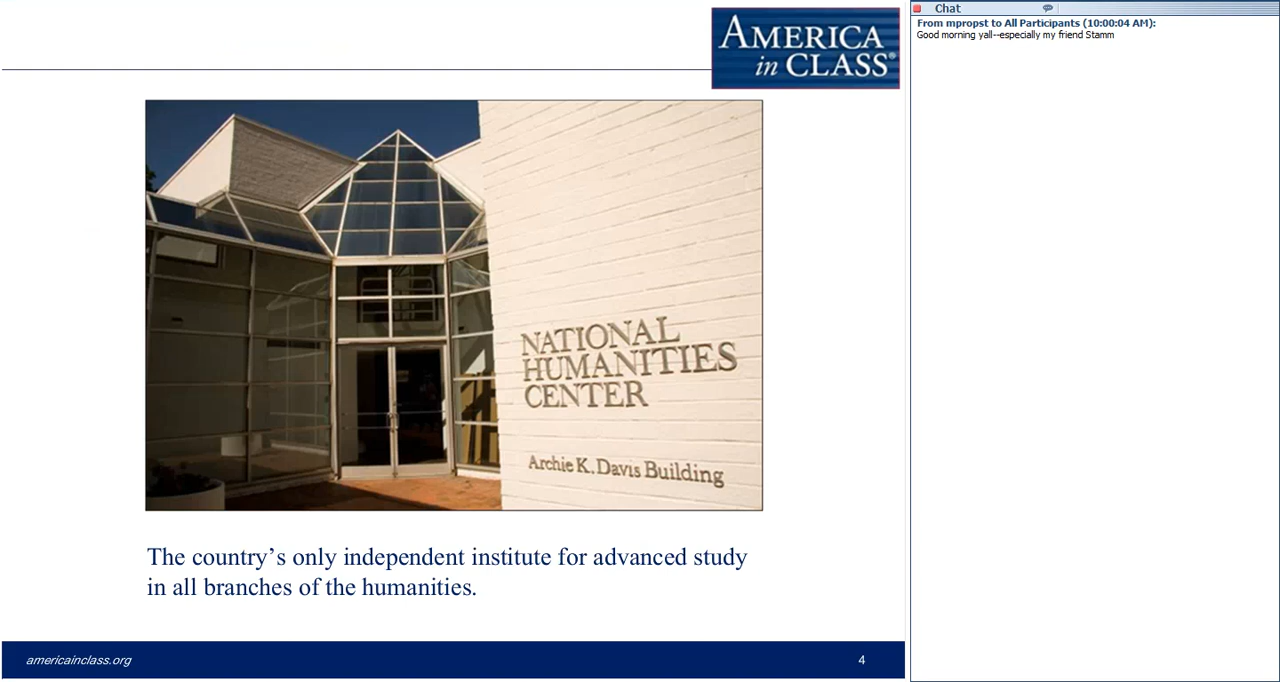 AMERICA
in CLASS®
NATIONAL
HUMANITIES
CENTER
Archie K. Davis Building
The country’s only independent institute for advanced study
in all branches of the humanities.
americainclass.org
4
Chat
From mpropst to All Participants (10:00:04 AM):
Good morning yall--especially my friend Stamm